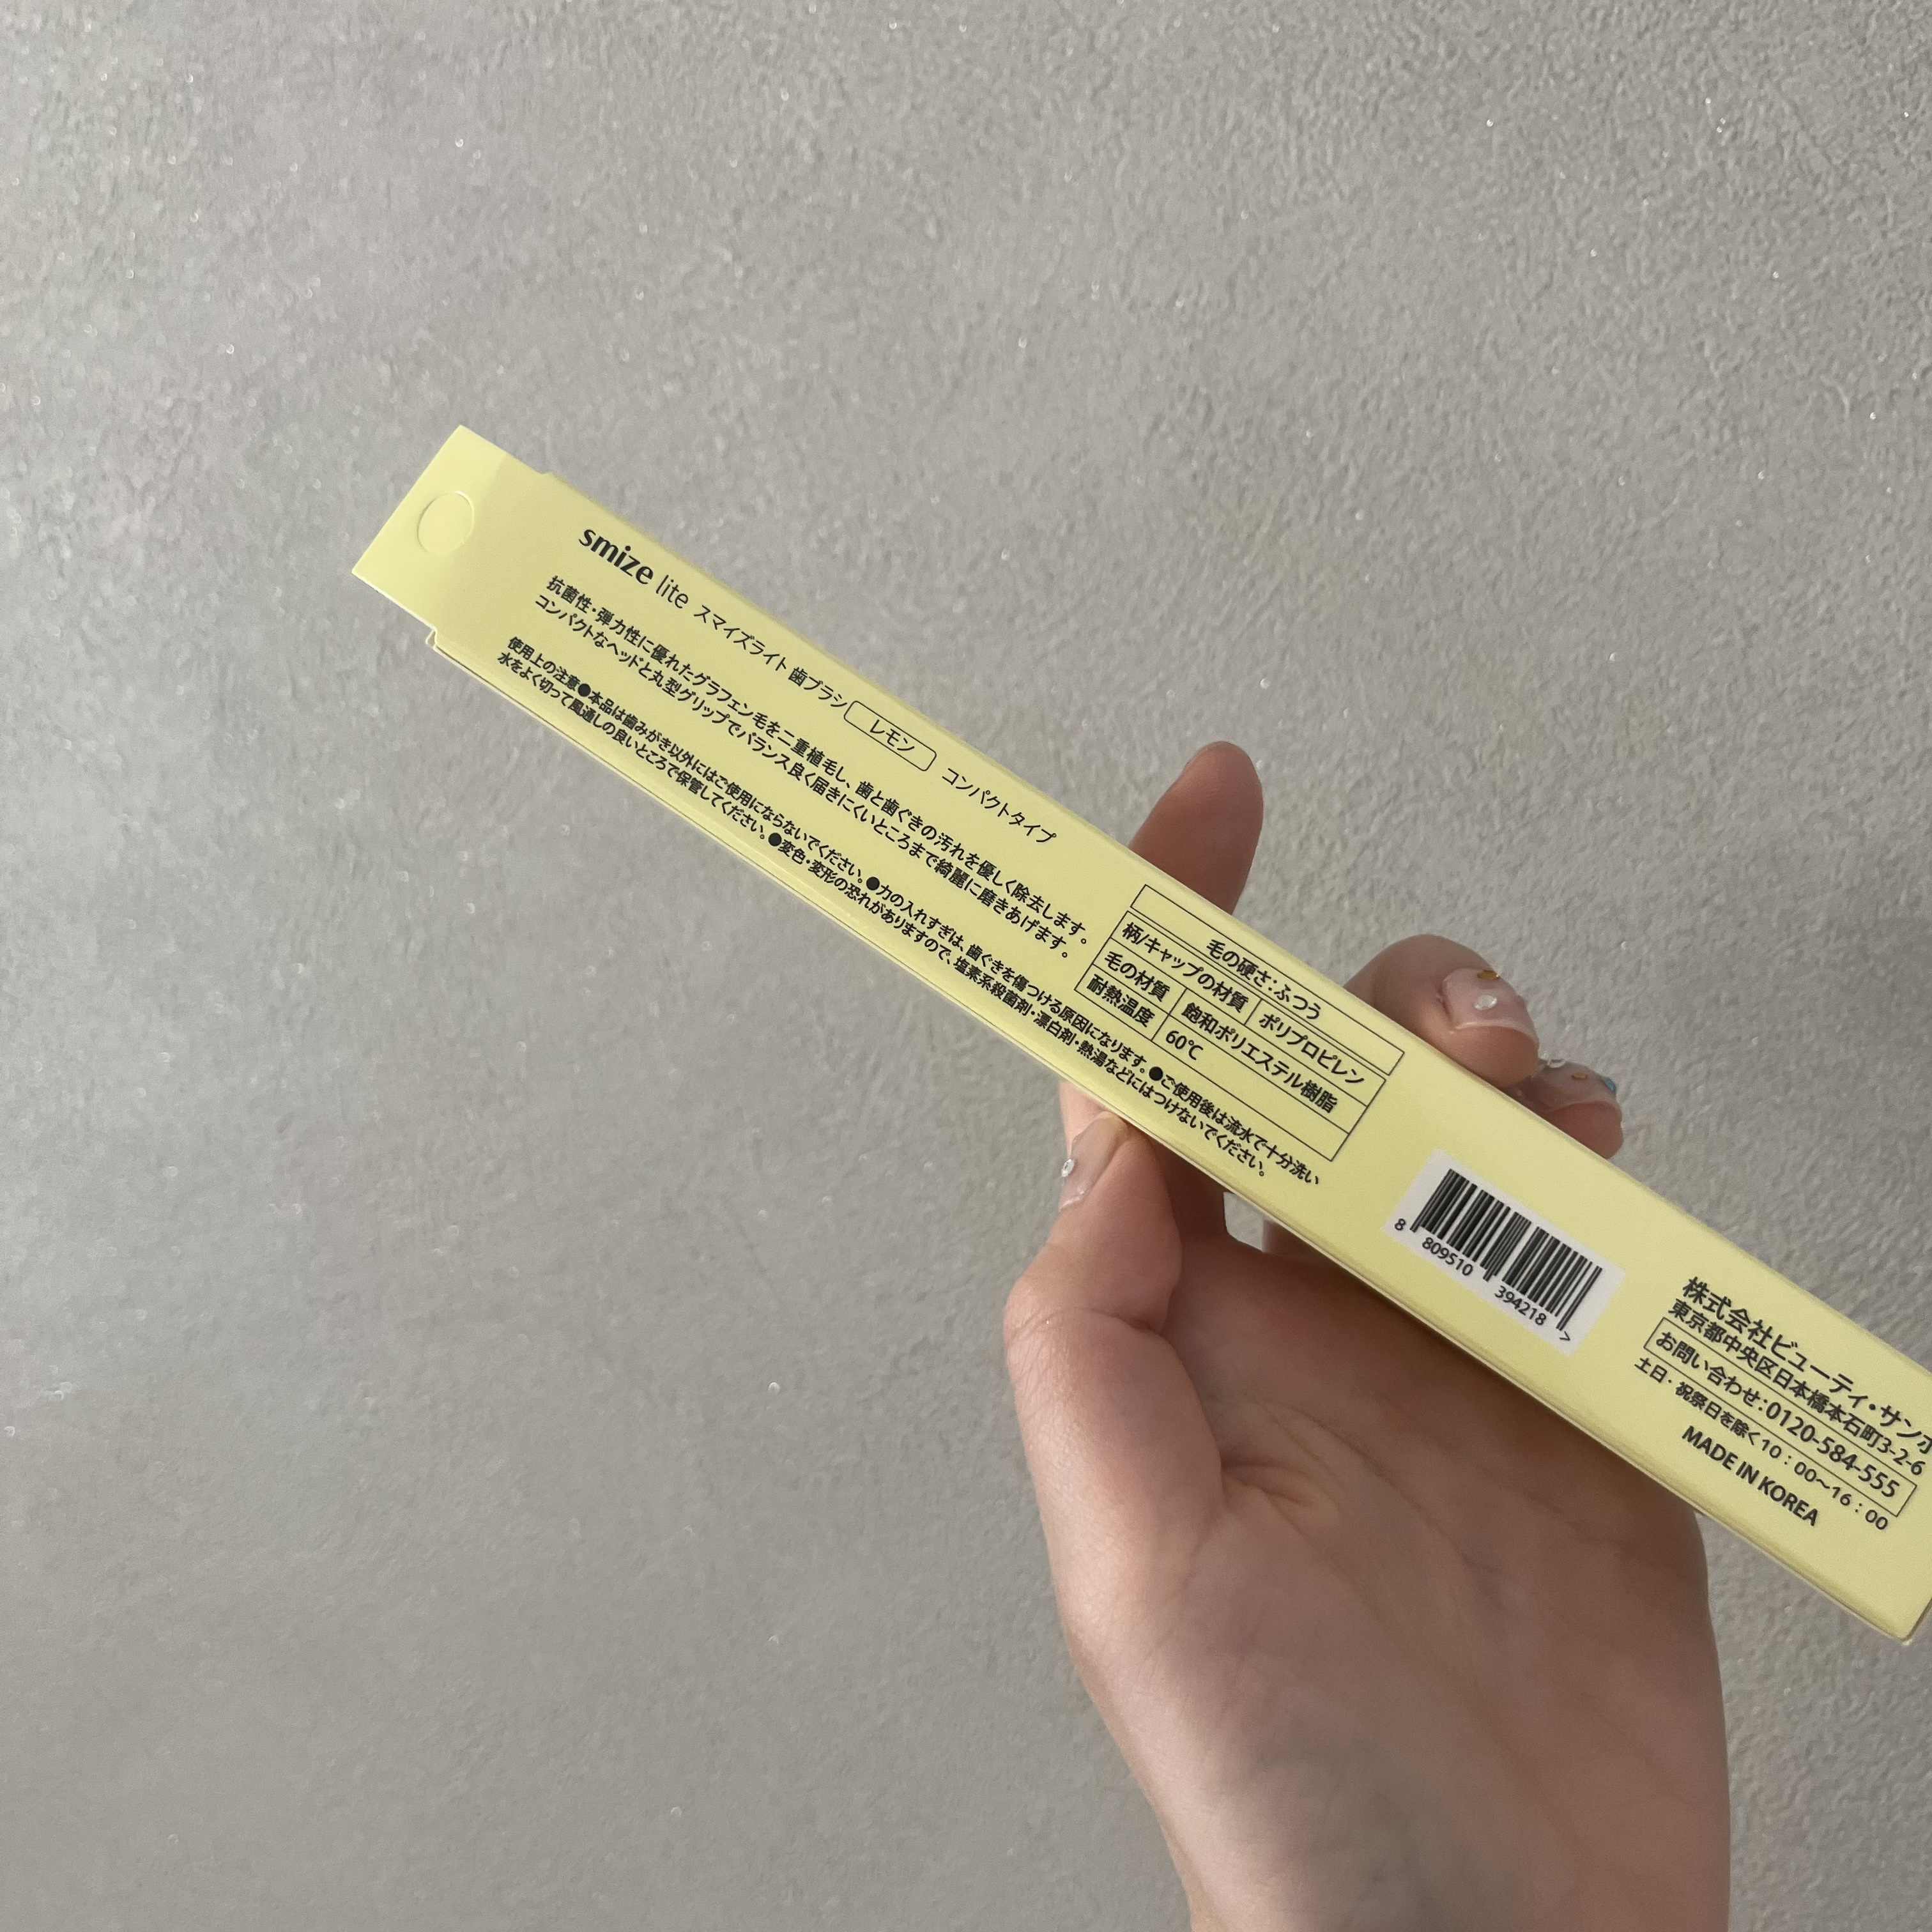 smize lite スマイズライト 歯ブラシ レモン コンパクトタイプ
抗菌性・弾力性に優れたグラフェン毛を二重植毛し、歯と歯ぐきの汚れを優しく除去します。
コンパクトなヘッドと丸型グリップでバランス良く届きにくいところまで綺麗に磨きあげます。
使用上の注意●本品は歯みがき以外にはご使用にならないでください。●力の入れすぎは、歯ぐきを傷つける原因になります。●ご使用後は流水で十分洗い
水をよく切って風通しの良いところで保管してください。●変色・変形の恐れがありますので、塩素系殺菌剤・漂白剤・熱湯などにはつけないでください。
毛の硬さ:ふつう
柄/キャップの材質 ポリプロピレン
毛の材質 飽和ポリエステル樹脂
耐熱温度 60℃
8 809510 394218 >
株式会社ビューティ・サン
東京都中央区日本橋本石町3-2-6
お問い合わせ:0120-584-555
土日・祝祭日を除く10:00〜16:00
MADE IN KOREA